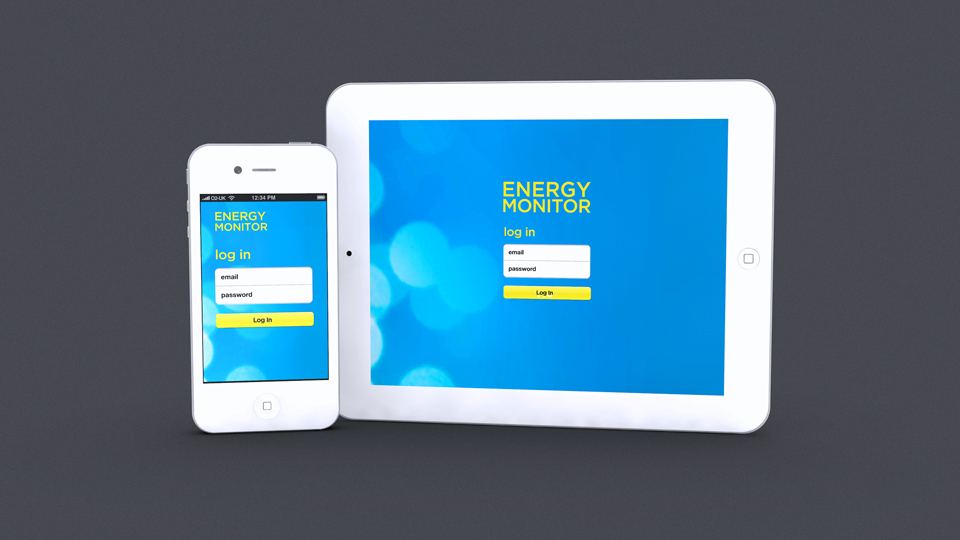 O2-UK 12:34 PM
ENERGY
MONITOR
log in
email
password
Log In
ENERGY
MONITOR
log in
email
password
Log In